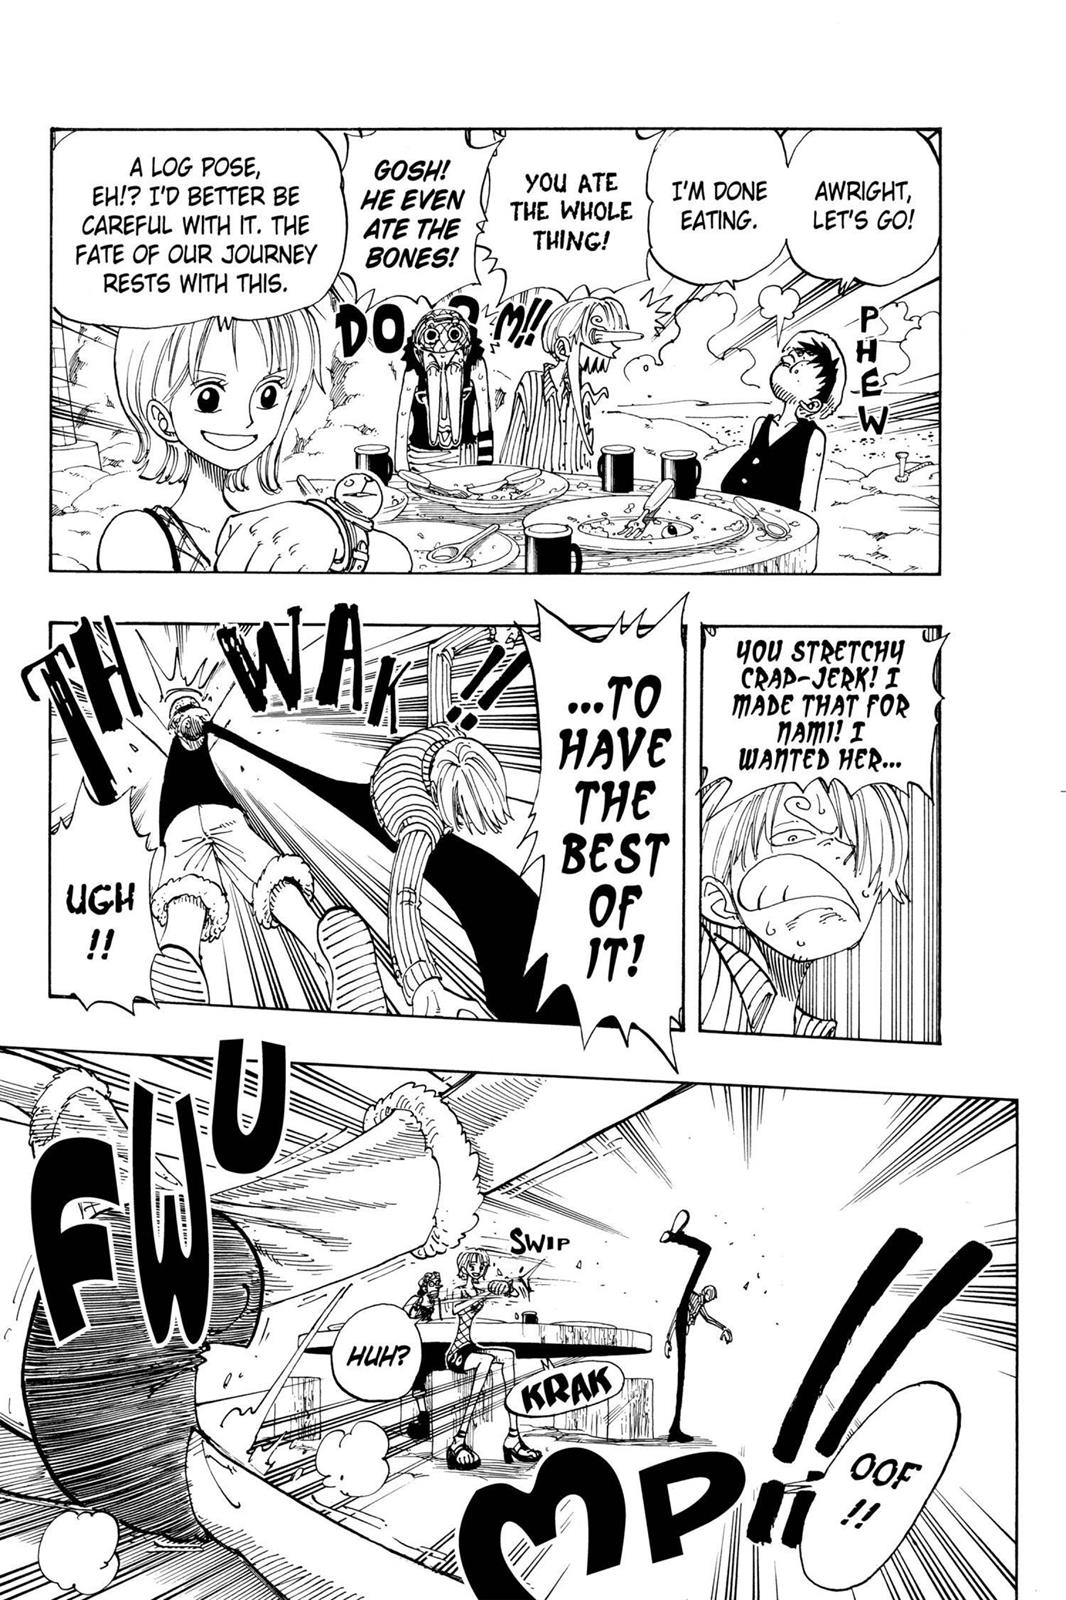 AWRIGHT,
LET'S GO!
I'M DONE
EATING.
PHEW
YOU ATE
THE WHOLE
THING!
GOSH!
HE EVEN
ATE THE
BONES!
DOOM!!
A LOG POSE,
EH!? I'D BETTER BE
CAREFUL WITH IT. THE
FATE OF OUR JOURNEY
RESTS WITH THIS.
YOU STRETCHY
CRAP-JERK! I
MADE THAT FOR
NAMI! I
WANTED HER...
...TO
HAVE
THE
BEST
OF
IT!
THWAK!!
UGH
!!
FWUMP!!
SWIP
HUH?
KRAK
OOF
!!